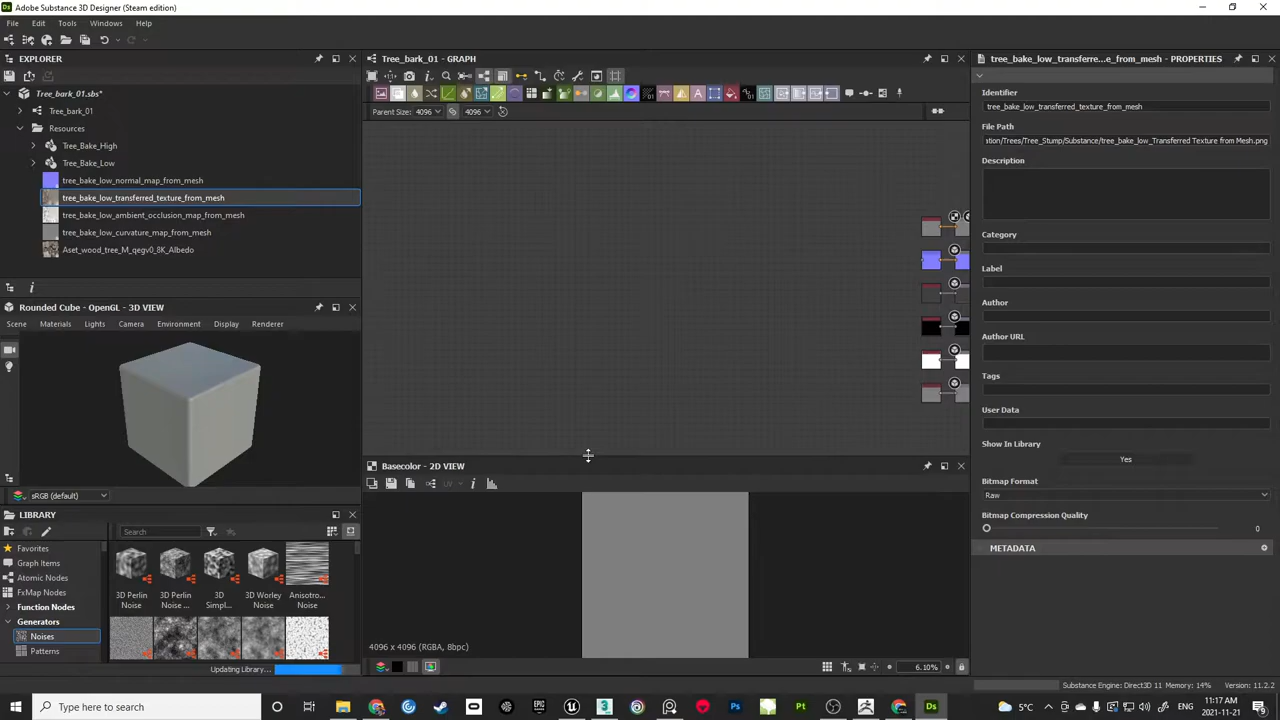 Adobe Substance 3D Designer (Steam edition)
File Edit Tools Windows Help
EXPLORER
Tree_bark_01.sbs*
Tree_bark_01
Resources
Tree_Bake_High
Tree_Bake_Low
tree_bake_low_normal_map_from_mesh
tree_bake_low_transferred_texture_from_mesh
tree_bake_low_ambient_occlusion_map_from_mesh
tree_bake_low_curvature_map_from_mesh
Aset_wood_tree_M_qegv0_8K_Albedo
Rounded Cube - OpenGL - 3D VIEW
Scene Materials Lights Camera Environment Display Renderer
sRGB (default)
LIBRARY
Search
Favorites
Graph Items
Atomic Nodes
FxMap Nodes
Function Nodes
Generators
Noises
Patterns
3D Perlin Noise
3D Perlin Noise ...
3D Simpl...
3D Worley Noise
Anisotro... Noise
Updating Library...
Tree_bark_01 - GRAPH
Parent Size: 4096 4096
Basecolor - 2D VIEW
UV
4096 x 4096 (RGBA, 8bpc)
6.10%
tree_bake_low_transferre...e_from_mesh - PROPERTIES
Identifier
tree_bake_low_transferred_texture_from_mesh
File Path
stion/Trees/Tree_Stump/Substance/tree_bake_low_Transferred Texture from Mesh.png
Description
Category
Label
Author
Author URL
Tags
User Data
Show In Library
Yes
Bitmap Format
Raw
Bitmap Compression Quality
0
METADATA
Substance Engine: Direct3D 11 Memory: 14% Version: 11.2.2
Type here to search
5°C
11:17 AM
2021-11-21